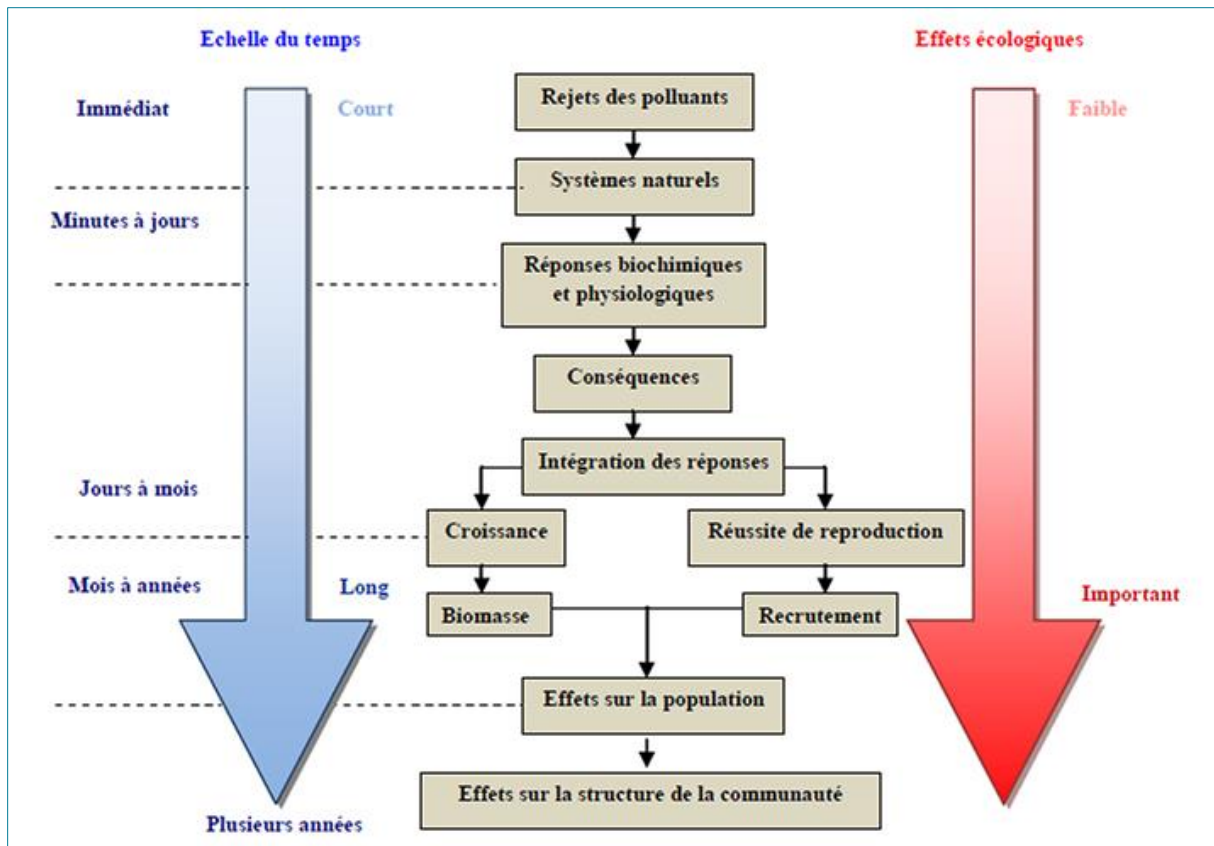 Echelle du temps
Effets écologiques
Immédiat
Court
Rejets des polluants
Faible
Systèmes naturels
Minutes à jours
Réponses biochimiques
et physiologiques
Conséquences
Intégration des réponses
Jours à mois
Croissance
Réussite de reproduction
Mois à années
Long
Important
Biomasse
Recrutement
Effets sur la population
Effets sur la structure de la communauté
Plusieurs années